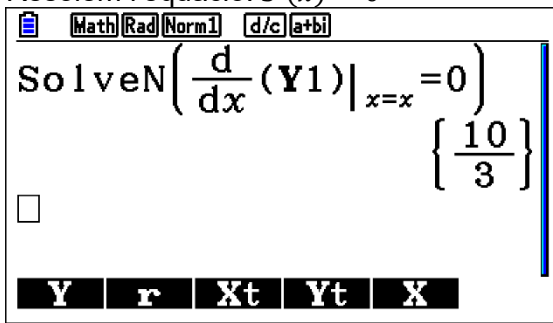 Math Rad Norm1 d/c a+bi
SolveN(d/dx(Y1)|x=x=0)
{10/3}
Y r Xt Yt X